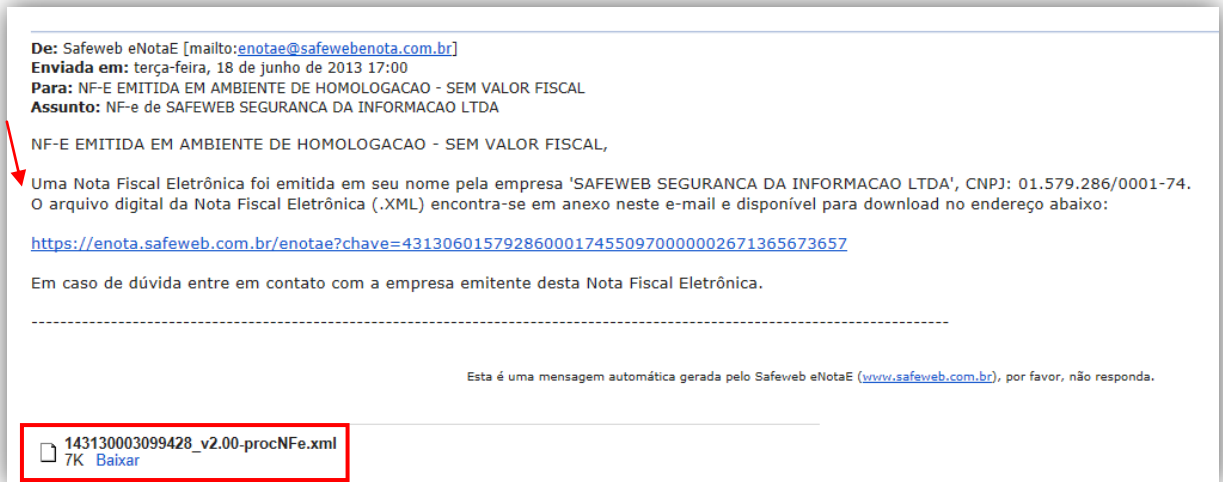 De: Safeweb eNotaE [mailto:enotae@safewebenota.com.br]
Enviada em: terça-feira, 18 de junho de 2013 17:00
Para: NF-E EMITIDA EM AMBIENTE DE HOMOLOGACAO - SEM VALOR FISCAL
Assunto: NF-e de SAFEWEB SEGURANCA DA INFORMACAO LTDA
NF-E EMITIDA EM AMBIENTE DE HOMOLOGACAO - SEM VALOR FISCAL,
Uma Nota Fiscal Eletrônica foi emitida em seu nome pela empresa 'SAFEWEB SEGURANCA DA INFORMACAO LTDA', CNPJ: 01.579.286/0001-74.
O arquivo digital da Nota Fiscal Eletrônica (.XML) encontra-se em anexo neste e-mail e disponível para download no endereço abaixo:
https://enota.safeweb.com.br/enotae?chave=43130601579286000174550970000002671365673657
Em caso de dúvida entre em contato com a empresa emitente desta Nota Fiscal Eletrônica.
--------------------------------------------------------------------------------------------------------------------------------
Esta é uma mensagem automática gerada pelo Safeweb eNotaE (www.safeweb.com.br), por favor, não responda.
143130003099428_v2.00-procNFe.xml
7K Baixar